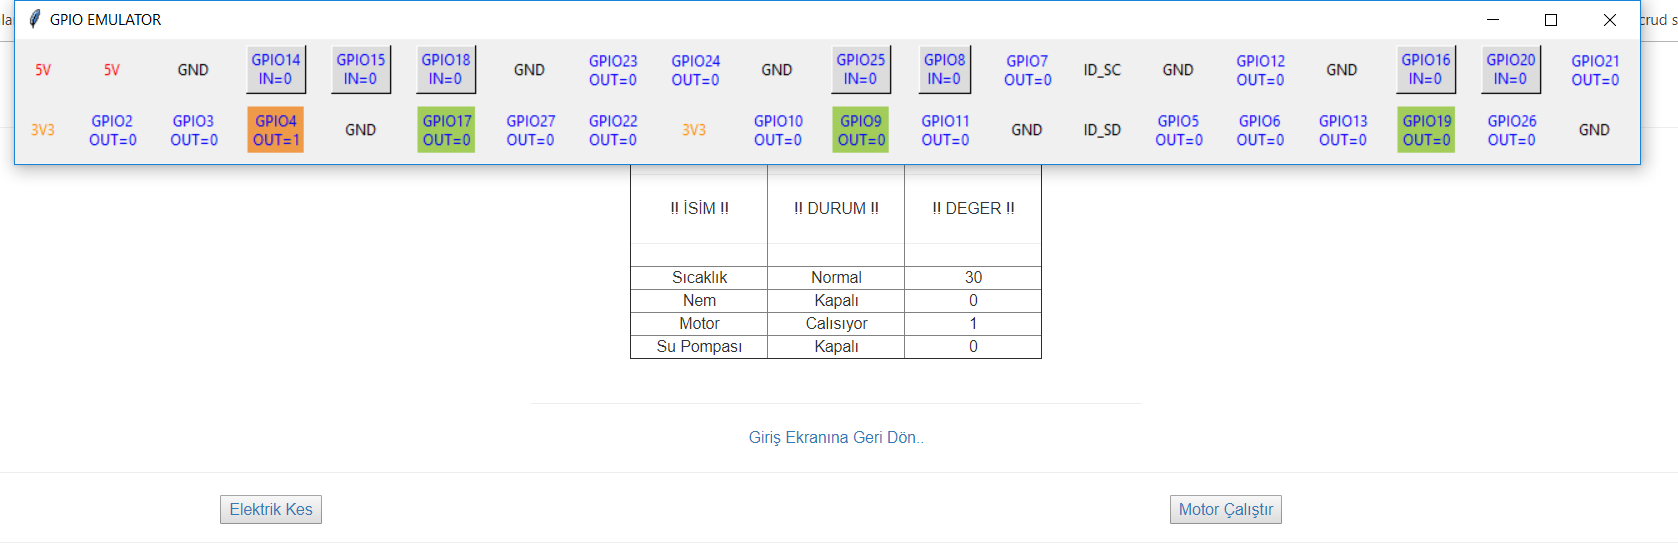 GPIO EMULATOR
la
crud s
5V 5V GND GPIO14 GPIO15 GPIO18 GND GPIO23 GPIO24 GND GPIO25 GPIO8 GPIO7 ID_SC GND GPIO12 GND GPIO16 GPIO20 GPIO21
IN=0 IN=0 IN=0 OUT=0 OUT=0 IN=0 IN=0 OUT=0 OUT=0 IN=0 IN=0 OUT=0
3V3 GPIO2 GPIO3 GPIO4 GND GPIO17 GPIO27 GPIO22 3V3 GPIO10 GPIO9 GPIO11 GND ID_SD GPIO5 GPIO6 GPIO13 GPIO19 GPIO26 GND
OUT=0 OUT=0 OUT=1 OUT=0 OUT=0 OUT=0 OUT=0 OUT=0 OUT=0 OUT=0 OUT=0 OUT=0 OUT=0 OUT=0
!! İSİM !! !! DURUM !! !! DEGER !!
Sıcaklık Normal 30
Nem Kapalı 0
Motor Calısıyor 1
Su Pompası Kapalı 0
Giriş Ekranına Geri Dön..
Elektrik Kes Motor Çalıştır